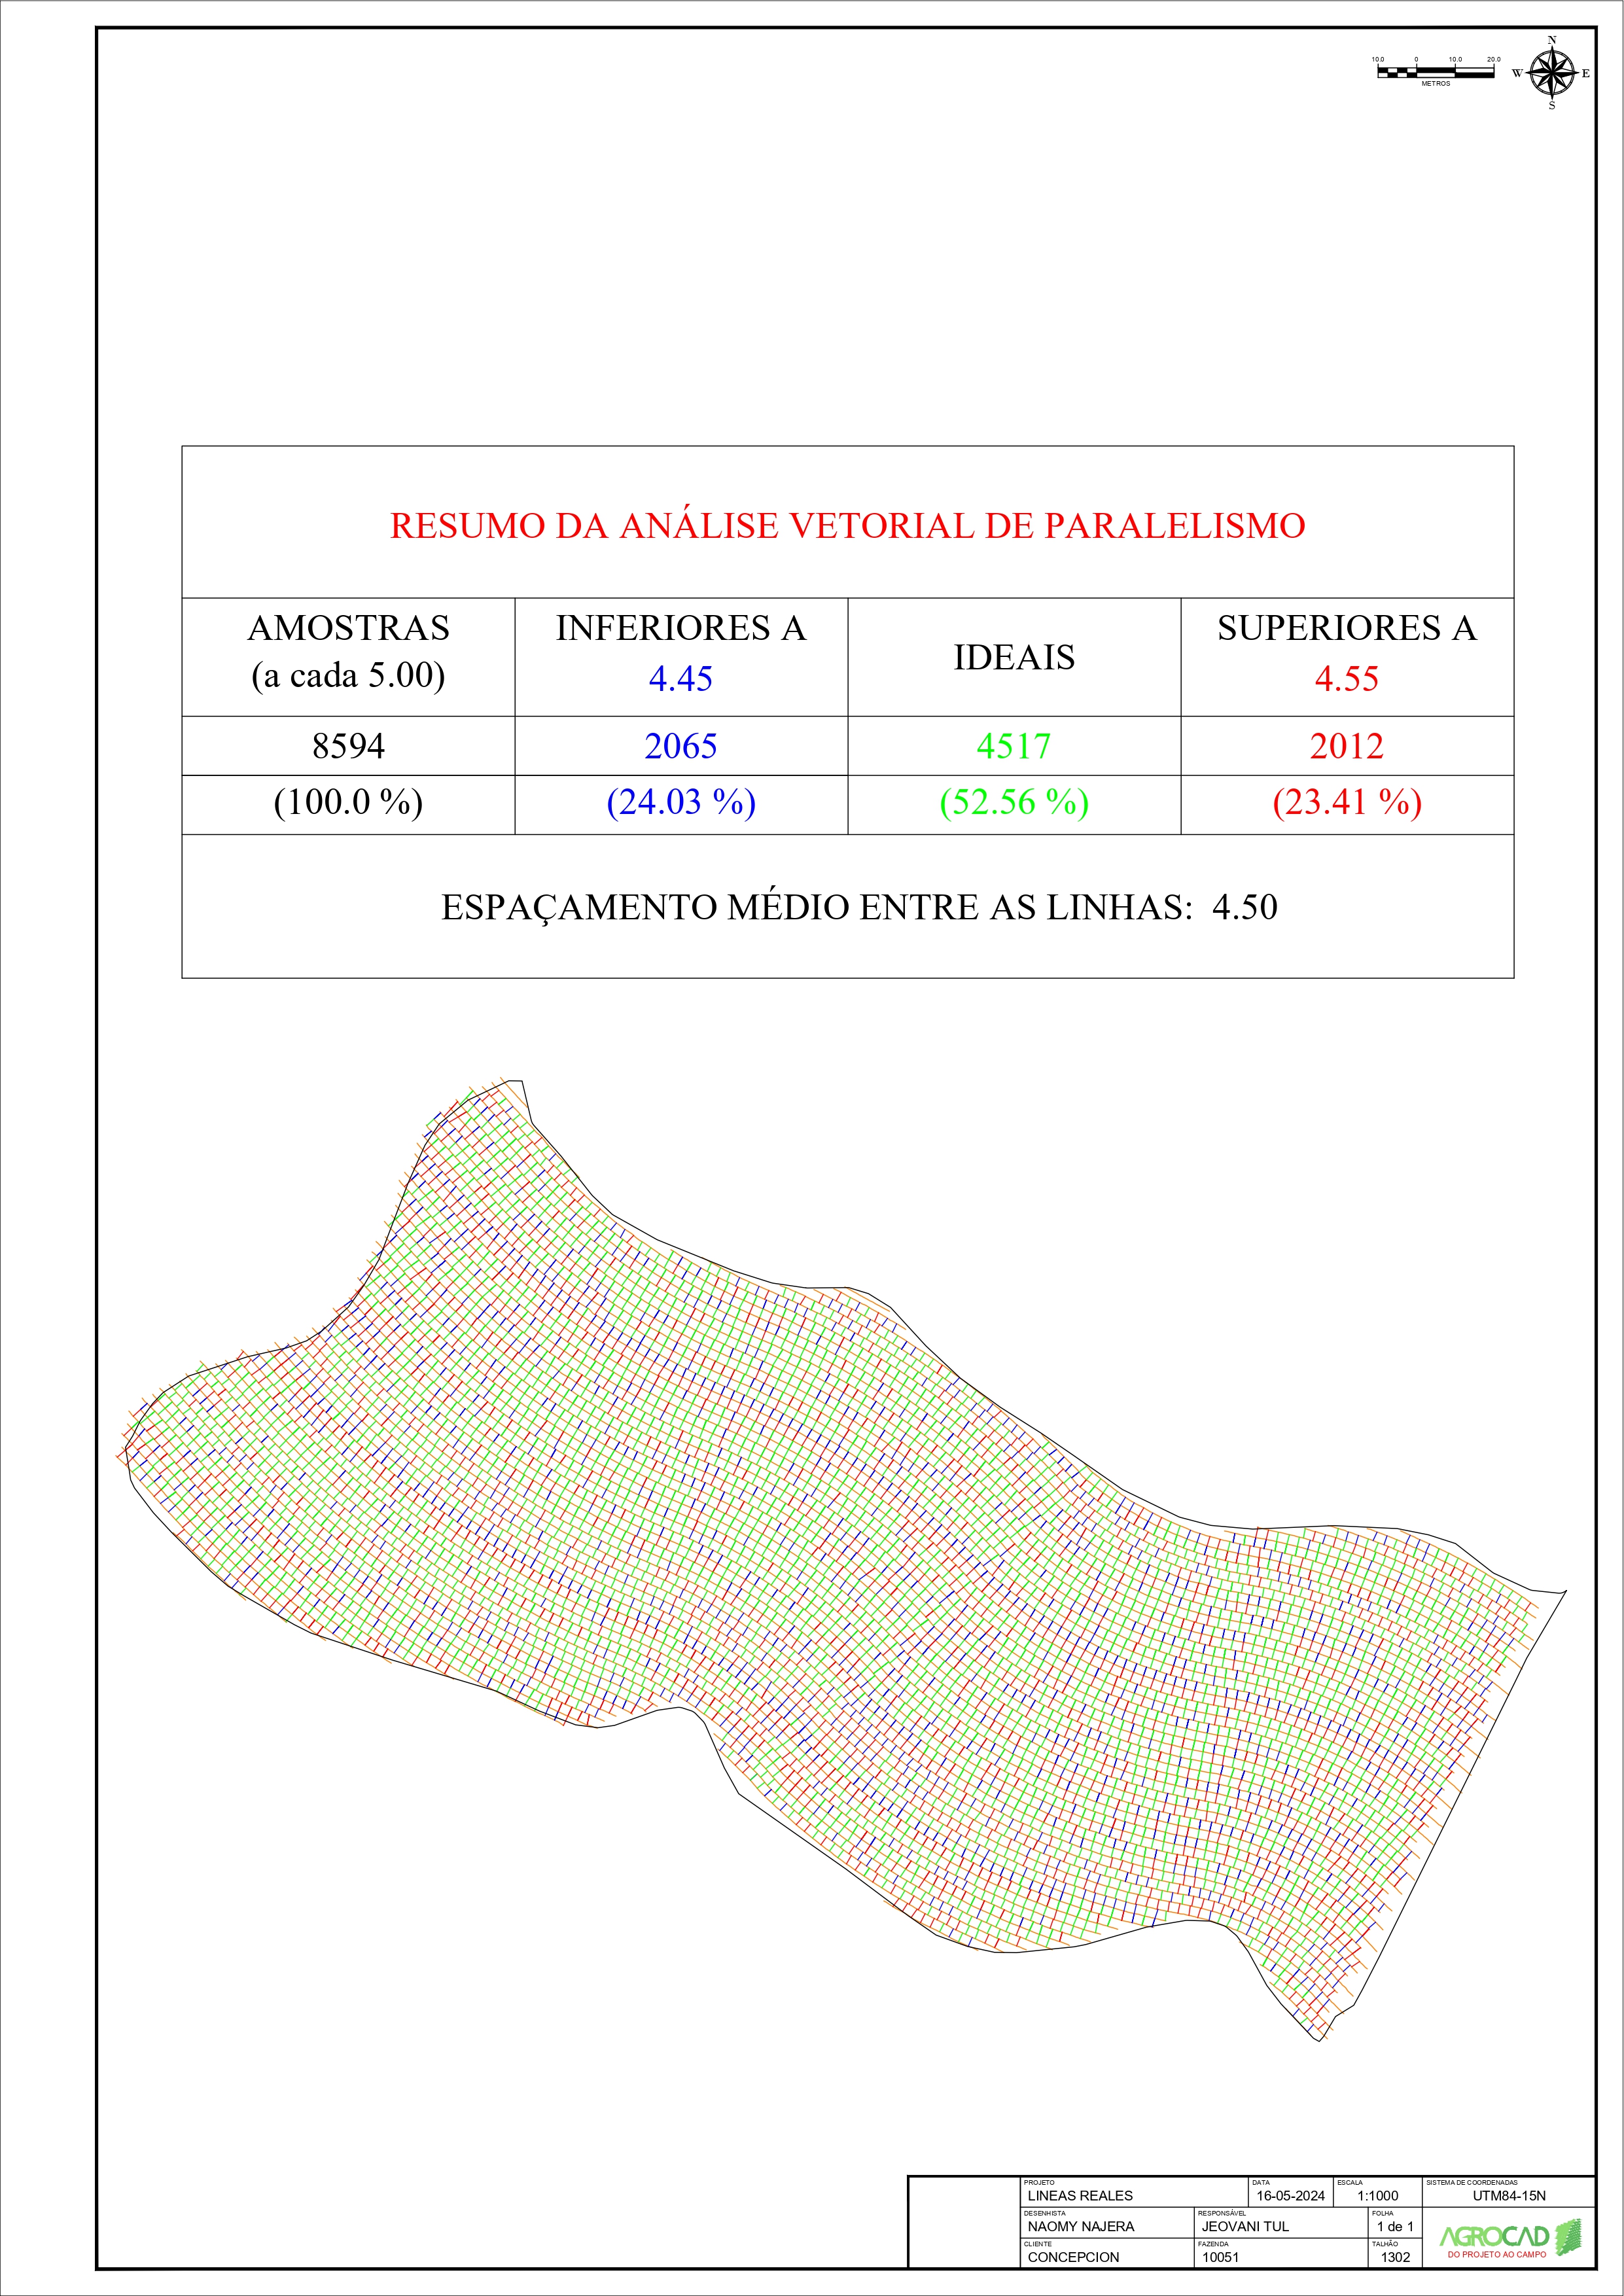 N
10.0 0 10.0 20.0
W E
METROS
S
RESUMO DA ANÁLISE VETORIAL DE PARALELISMO
AMOSTRAS
(a cada 5.00)
INFERIORES A
4.45
IDEAIS
SUPERIORES A
4.55
8594 2065 4517 2012
(100.0 %) (24.03 %) (52.56 %) (23.41 %)
ESPAÇAMENTO MÉDIO ENTRE AS LINHAS: 4.50
PROJETO
LINEAS REALES
DATA
16-05-2024
ESCALA
1:1000
SISTEMA DE COORDENADAS
UTM84-15N
DESENHISTA
NAOMY NAJERA
RESPONSÁVEL
JEOVANI TUL
FOLHA
1 de 1
CLIENTE
CONCEPCION
FAZENDA
10051
TALHÃO
1302
AGROCAD
DO PROJETO AO CAMPO